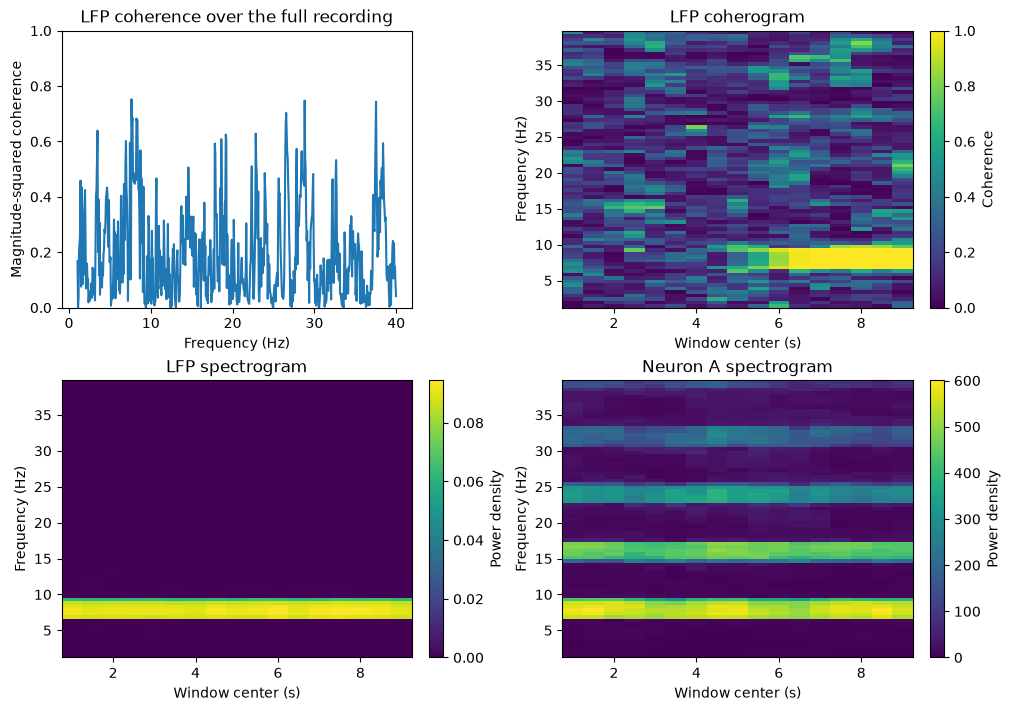 LFP coherence over the full recording
1.0
0.8
0.6
0.4
0.2
0.0
Magnitude-squared coherence
0 10 20 30 40
Frequency (Hz)
LFP coherogram
35
30
25
20
15
10
5
Frequency (Hz)
2 4 6 8
Window center (s)
1.0
0.8
0.6
0.4
0.2
0.0
Coherence
LFP spectrogram
35
30
25
20
15
10
5
Frequency (Hz)
2 4 6 8
Window center (s)
0.08
0.06
0.04
0.02
0.00
Power density
Neuron A spectrogram
35
30
25
20
15
10
5
Frequency (Hz)
2 4 6 8
Window center (s)
600
500
400
300
200
100
0
Power density